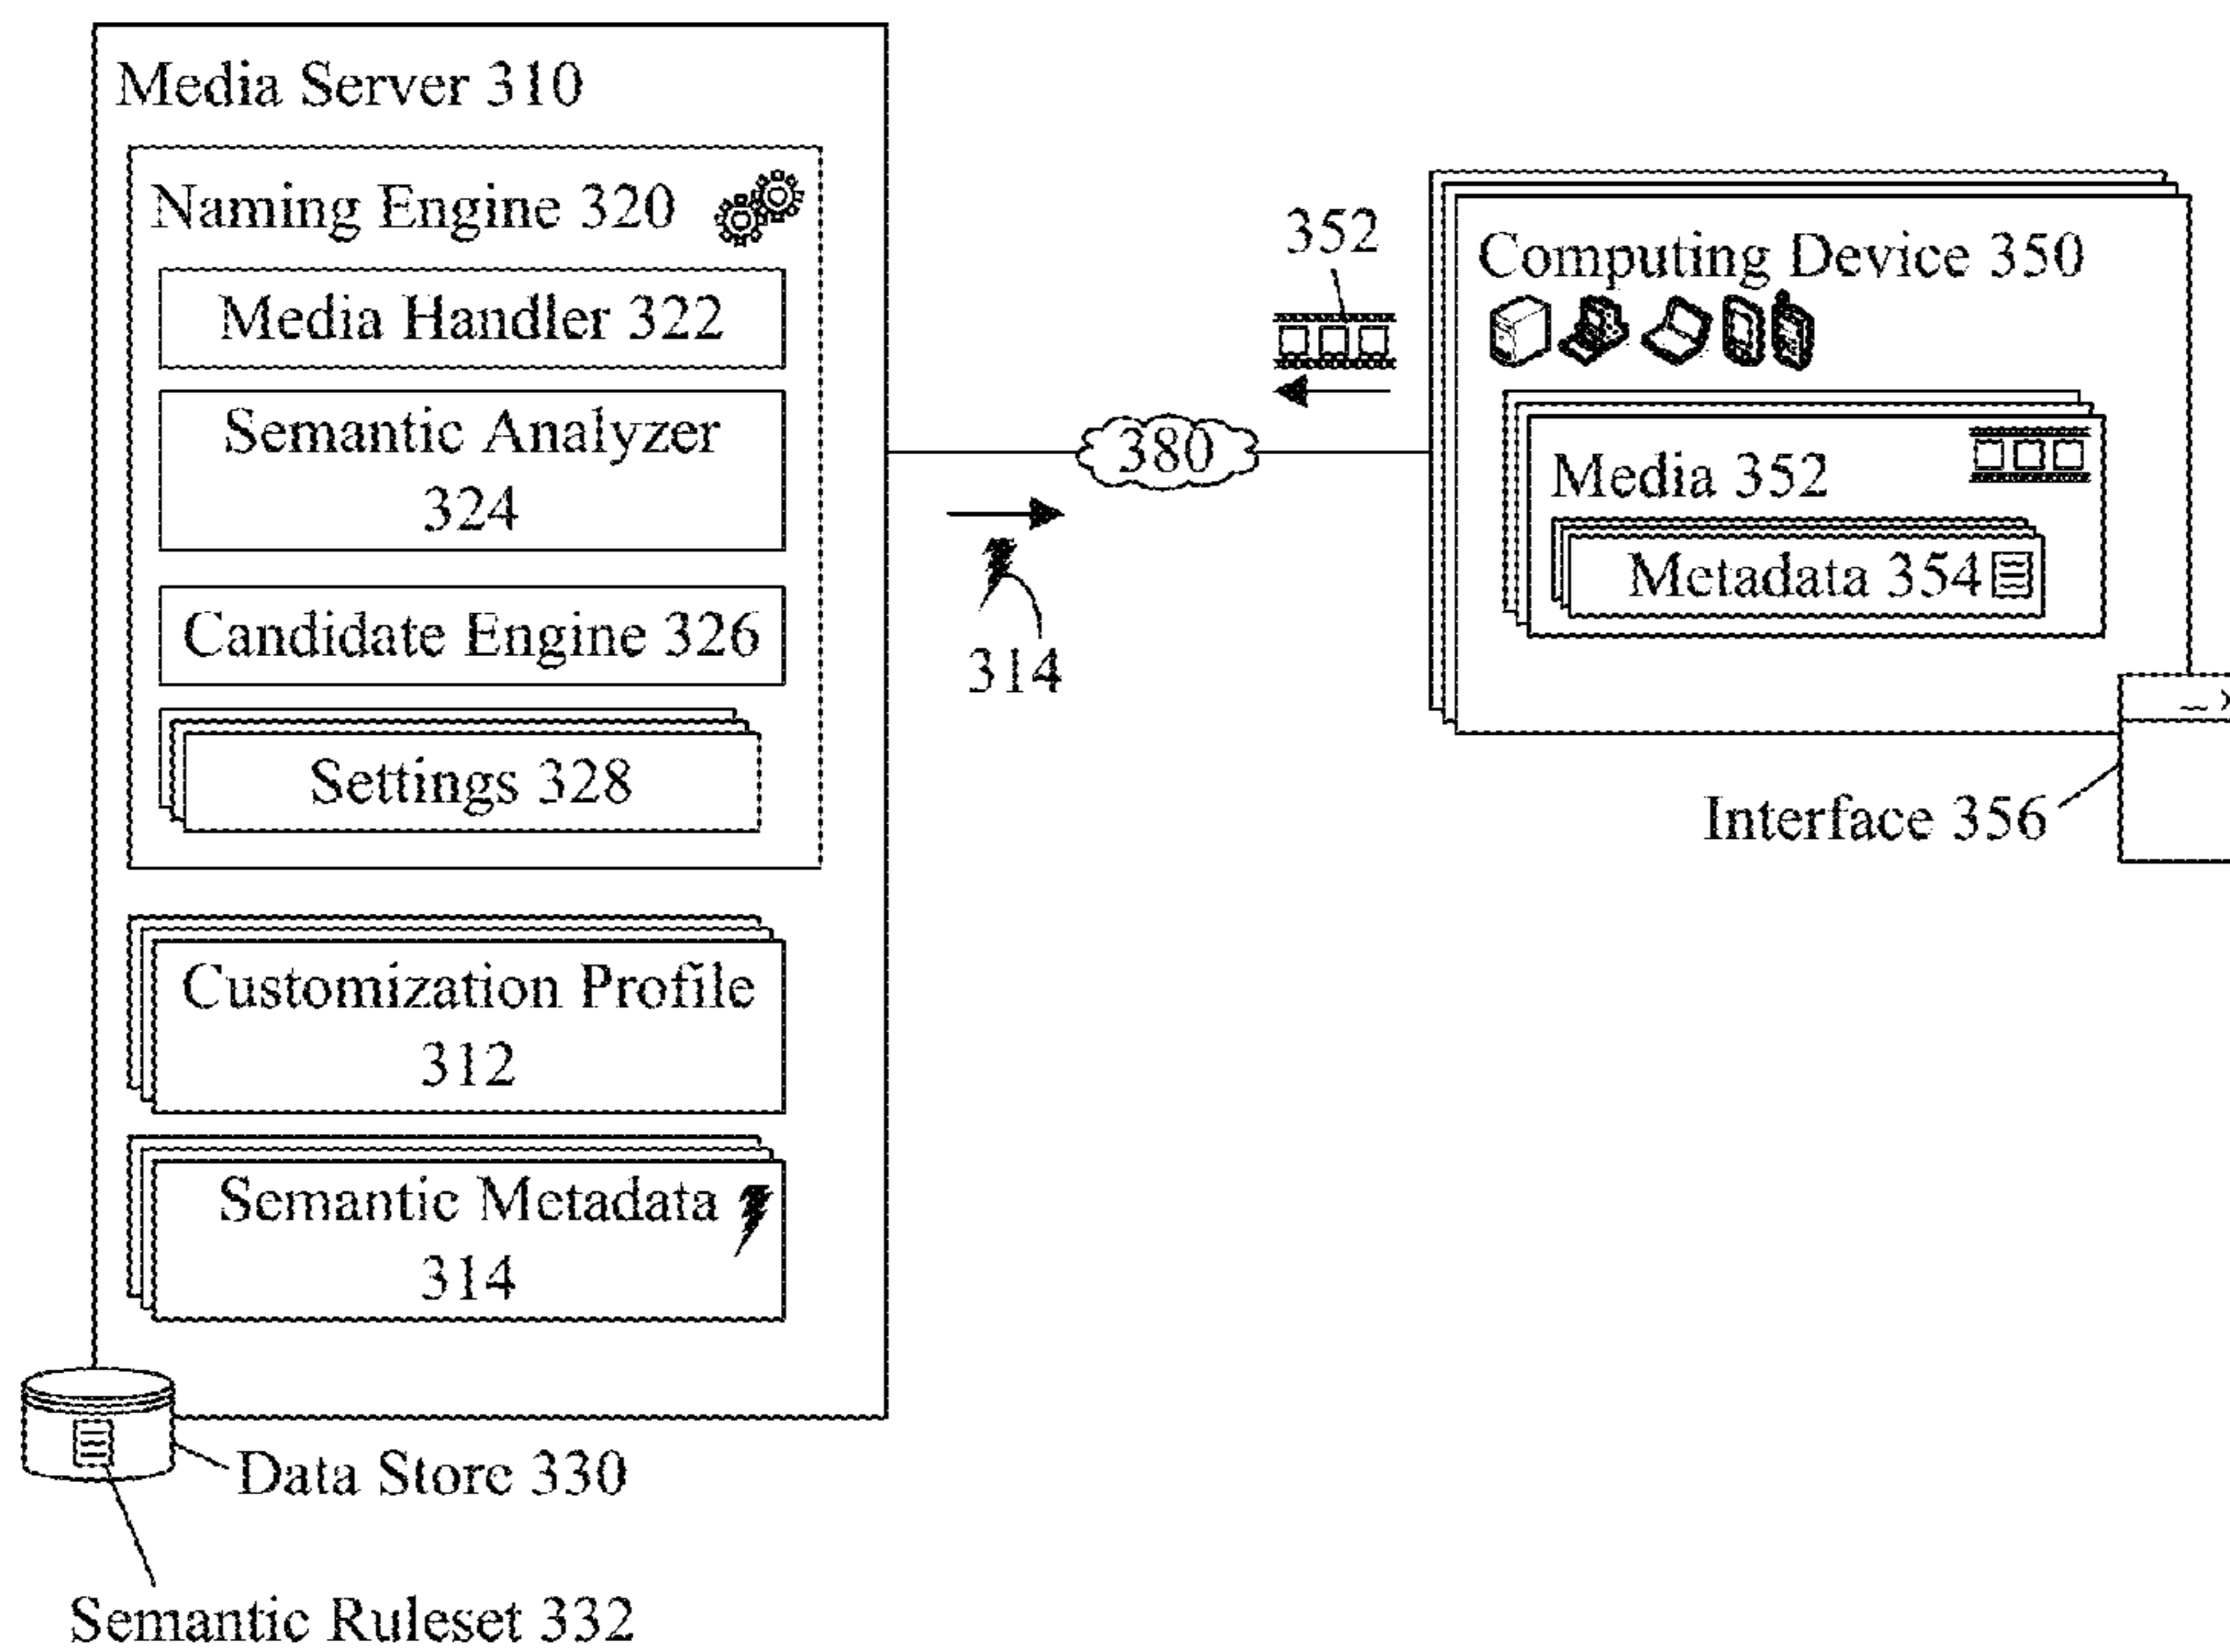 Media Server 310
Naming Engine 320
Media Handler 322
Semantic Analyzer
324
Candidate Engine 326
Settings 328
Customization Profile
312
Semantic Metadata
314
Data Store 330
Semantic Ruleset 332
352
380
314
Computing Device 350
Media 352
Metadata 354
Interface 356